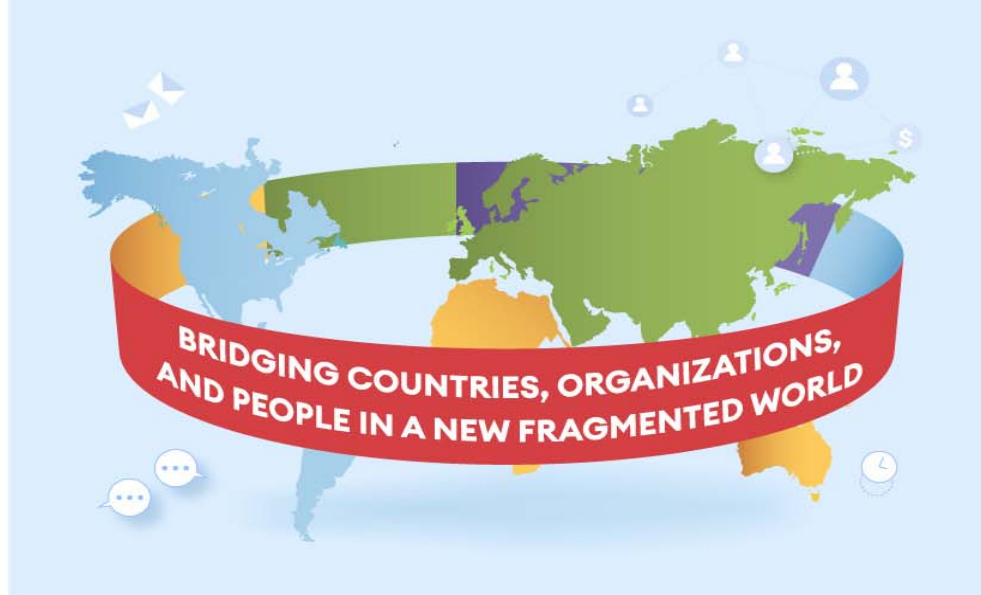 BRIDGING COUNTRIES, ORGANIZATIONS,
AND PEOPLE IN A NEW FRAGMENTED WORLD
$